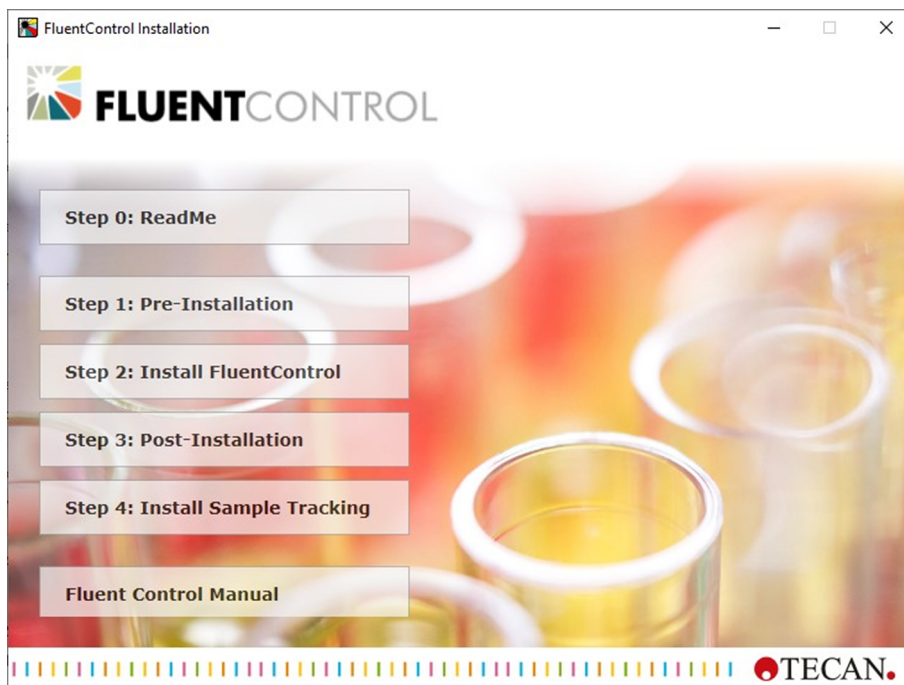 FluentControl Installation
FLUENTCONTROL
Step 0: ReadMe
Step 1: Pre-Installation
Step 2: Install FluentControl
Step 3: Post-Installation
Step 4: Install Sample Tracking
Fluent Control Manual
TECAN.